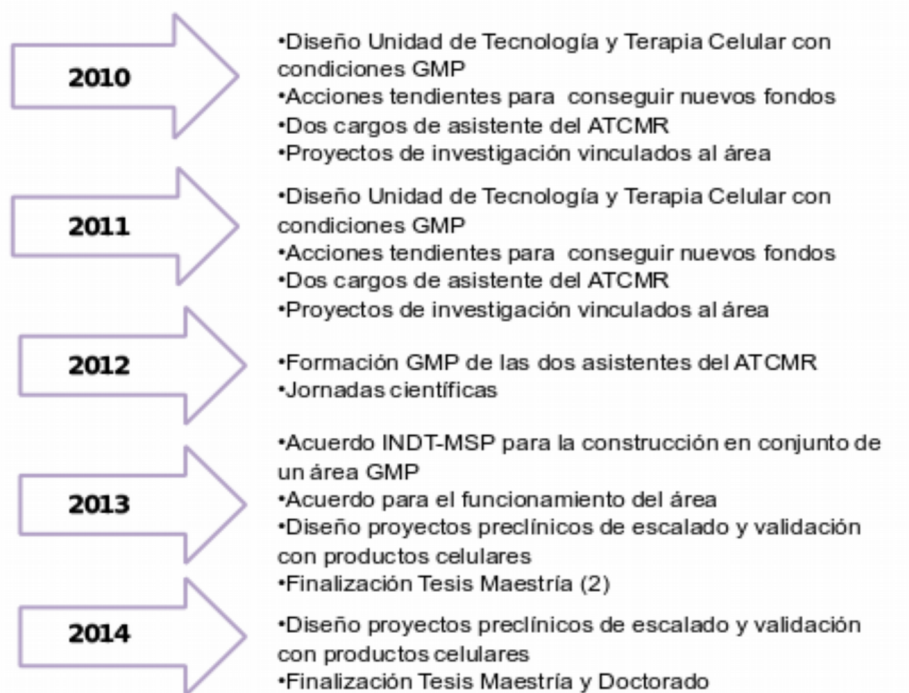 2010
•Diseño Unidad de Tecnología y Terapia Celular con
condiciones GMP
•Acciones tendientes para conseguir nuevos fondos
•Dos cargos de asistente del ATCMR
•Proyectos de investigación vinculados al área
2011
•Diseño Unidad de Tecnología y Terapia Celular con
condiciones GMP
•Acciones tendientes para conseguir nuevos fondos
•Dos cargos de asistente del ATCMR
•Proyectos de investigación vinculados al área
2012
•Formación GMP de las dos asistentes del ATCMR
•Jornadas científicas
2013
•Acuerdo INDT-MSP para la construcción en conjunto de
un área GMP
•Acuerdo para el funcionamiento del área
•Diseño proyectos preclínicos de escalado y validación
con productos celulares
•Finalización Tesis Maestría (2)
2014
•Diseño proyectos preclínicos de escalado y validación
con productos celulares
•Finalización Tesis Maestría y Doctorado